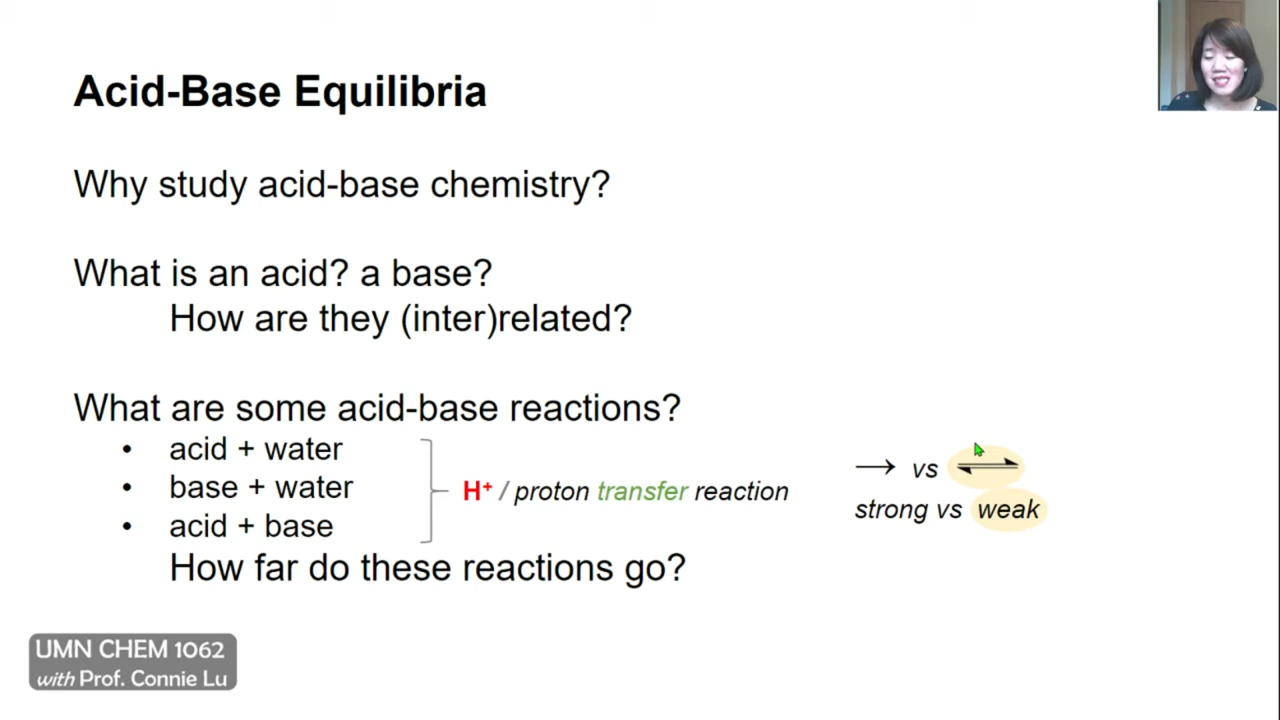 Acid-Base Equilibria
Why study acid-base chemistry?
What is an acid? a base?
How are they (inter)related?
What are some acid-base reactions?
• acid + water
• base + water
• acid + base
H⁺ / proton transfer reaction
→ vs ⇌
strong vs weak
How far do these reactions go?
UMN CHEM 1062
with Prof. Connie Lu